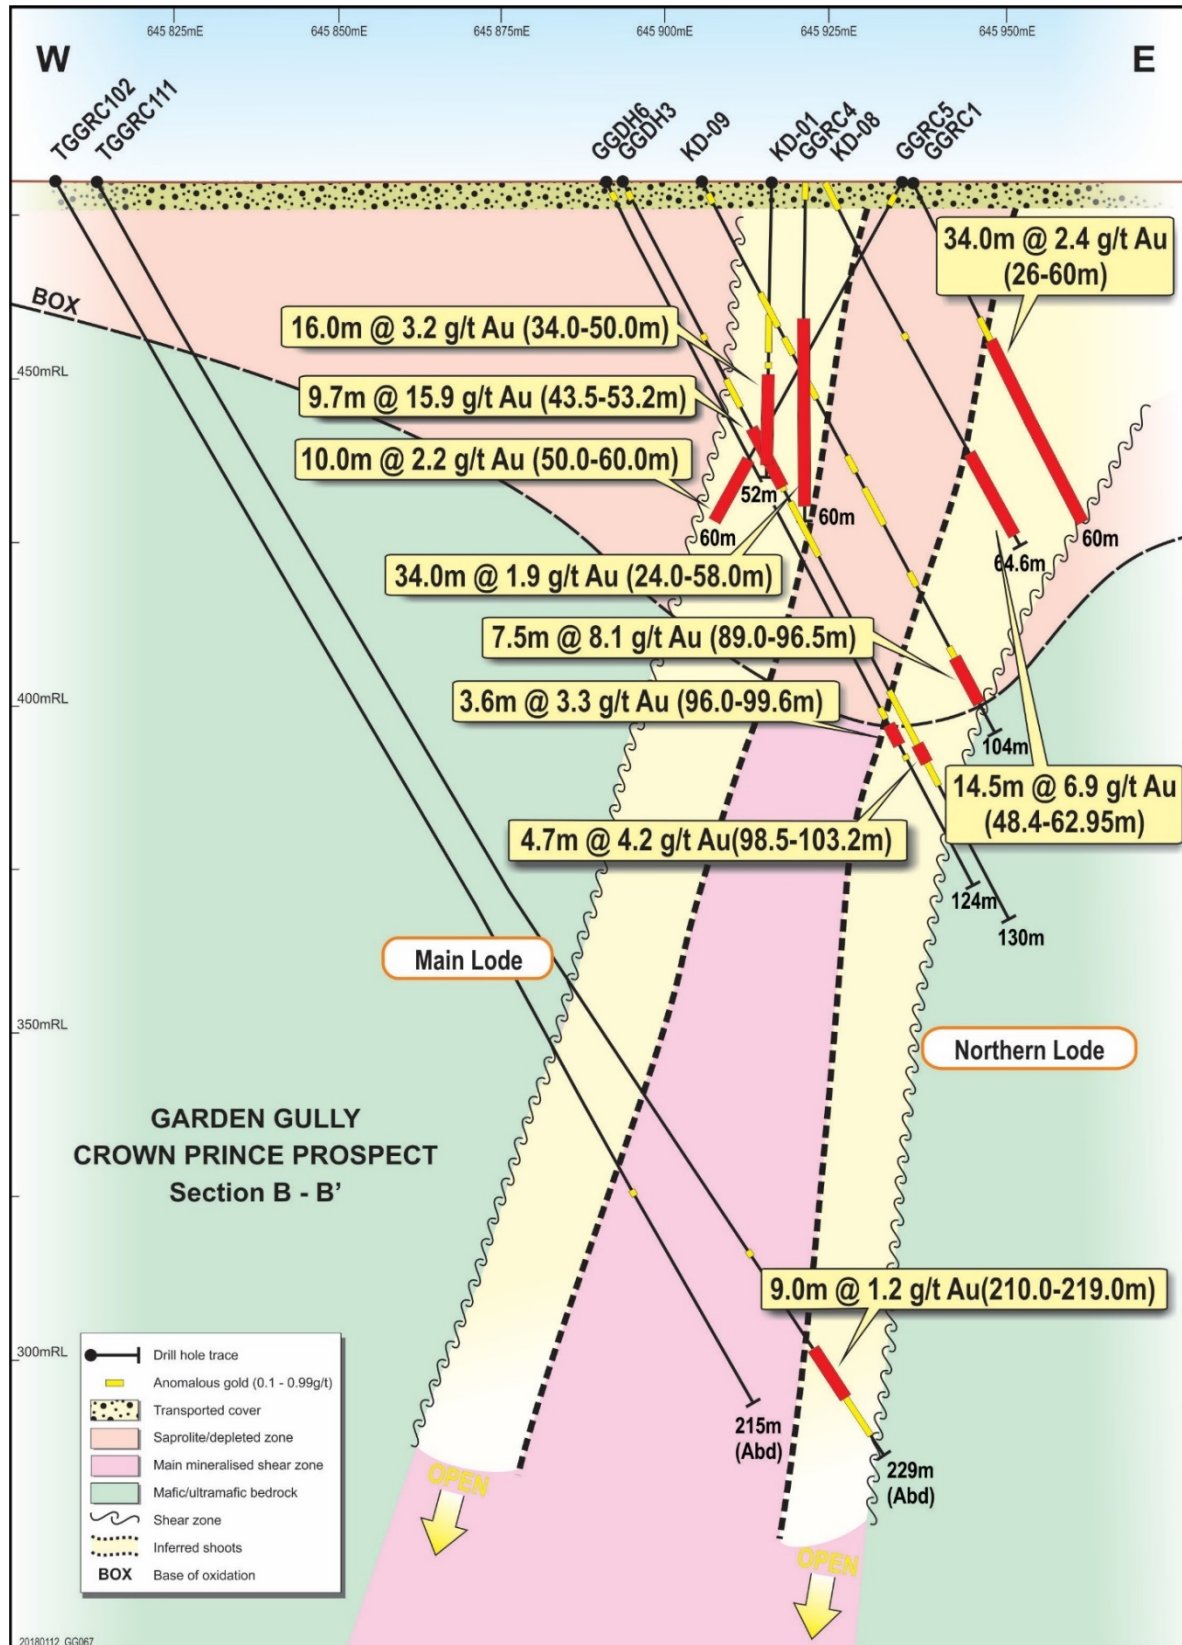 645 825mE
645 850mE
645 875mE
645 900mE
645 925mE
645 950mE
W
E
TGGRC102
TGGRC111
GGDH6
GGDH3
KD-09
KD-01
GGRC4
KD-08
GGRC5
GGRC1
34.0m @ 2.4 g/t Au
(26-60m)
BOX
16.0m @ 3.2 g/t Au (34.0-50.0m)
450mRL
9.7m @ 15.9 g/t Au (43.5-53.2m)
10.0m @ 2.2 g/t Au (50.0-60.0m)
52m
60m
60m
60m
64.6m
34.0m @ 1.9 g/t Au (24.0-58.0m)
7.5m @ 8.1 g/t Au (89.0-96.5m)
3.6m @ 3.3 g/t Au (96.0-99.6m)
400mRL
104m
14.5m @ 6.9 g/t Au
(48.4-62.95m)
4.7m @ 4.2 g/t Au(98.5-103.2m)
124m
130m
Main Lode
350mRL
Northern Lode
GARDEN GULLY
CROWN PRINCE PROSPECT
Section B - B'
9.0m @ 1.2 g/t Au(210.0-219.0m)
300mRL
215m
(Abd)
229m
(Abd)
OPEN
OPEN
Drill hole trace
Anomalous gold (0.1 - 0.99g/t)
Transported cover
Saprolite/depleted zone
Main mineralised shear zone
Mafic/ultramafic bedrock
Shear zone
Inferred shoots
BOX Base of oxidation
20180112_GG067